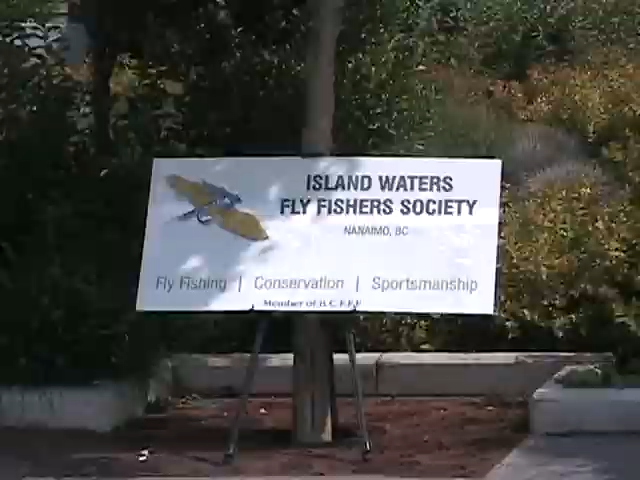 ISLAND WATERS
FLY FISHERS SOCIETY
NANAIMO, BC
Fly Fishing | Conservation | Sportsmanship
Member of B.C.F.F.F